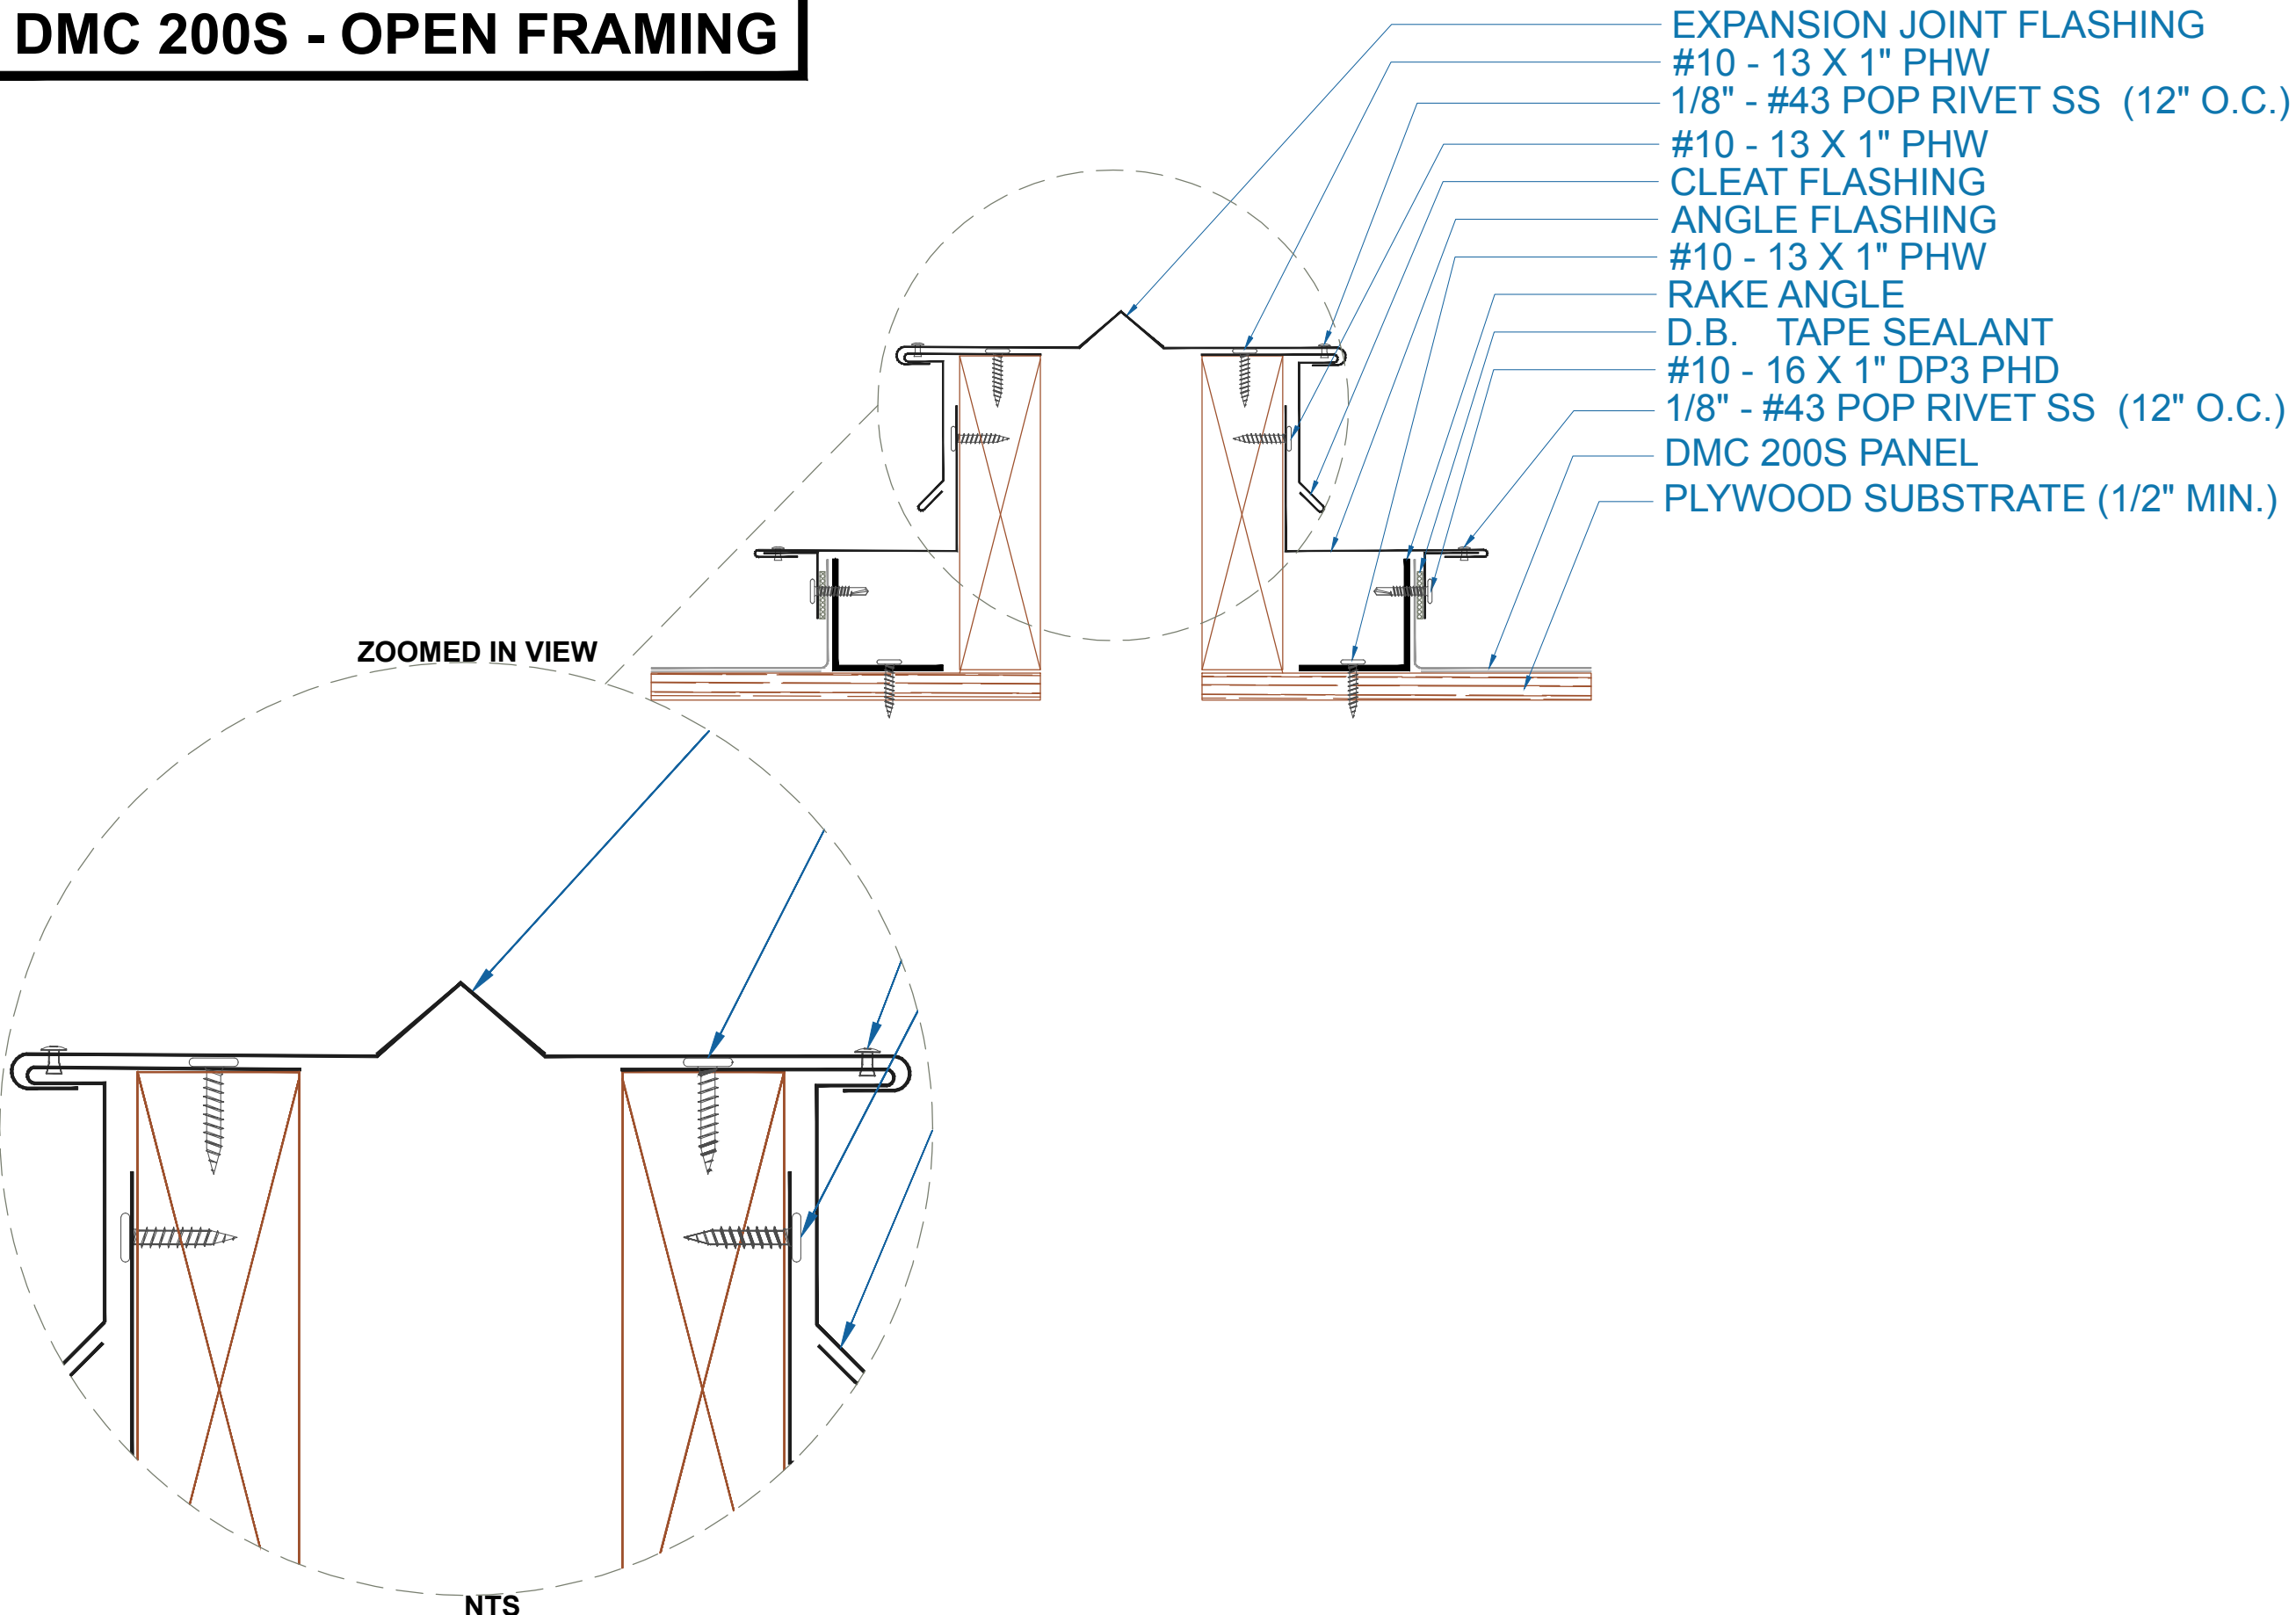 DMC 200S - OPEN FRAMING
EXPANSION JOINT FLASHING
#10 - 13 X 1" PHW
1/8" - #43 POP RIVET SS (12" O.C.)
#10 - 13 X 1" PHW
CLEAT FLASHING
ANGLE FLASHING
#10 - 13 X 1" PHW
RAKE ANGLE
D.B. TAPE SEALANT
#10 - 16 X 1" DP3 PHD
1/8" - #43 POP RIVET SS (12" O.C.)
DMC 200S PANEL
PLYWOOD SUBSTRATE (1/2" MIN.)
ZOOMED IN VIEW
NTS